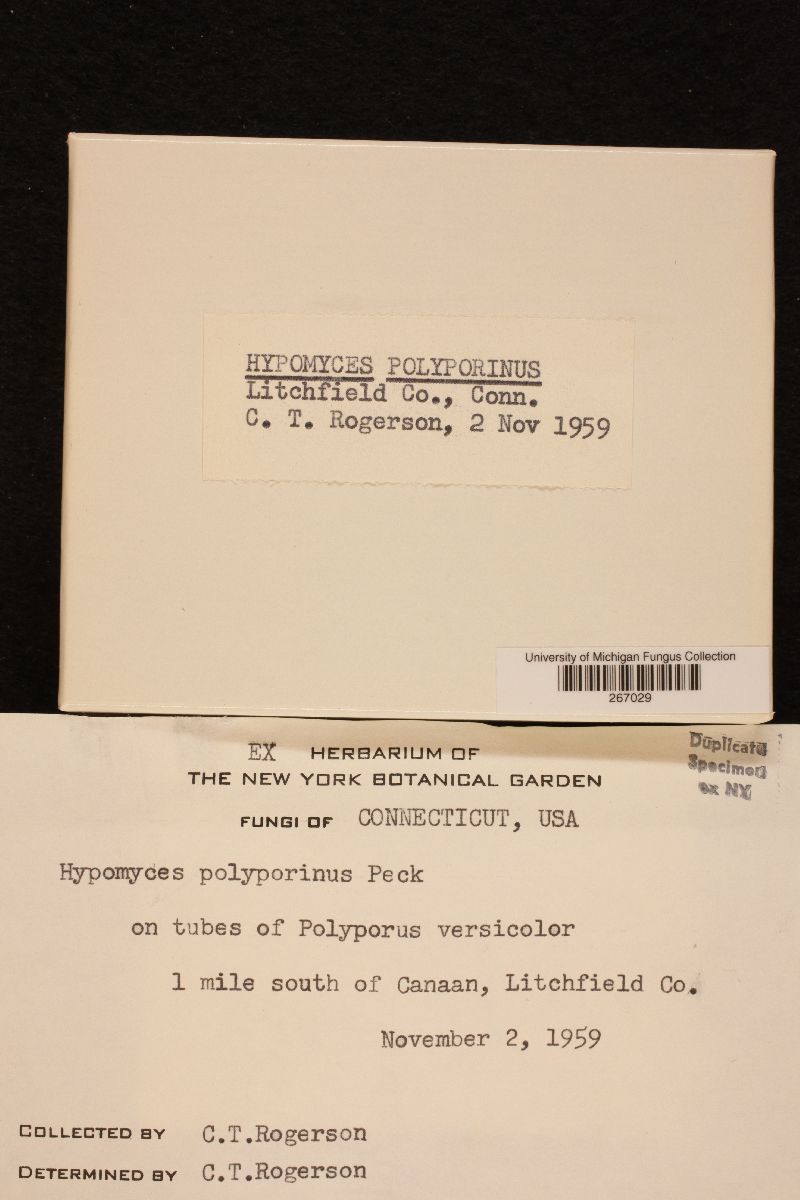 HYPOMYCES POLYPORINUS
Litchfield Co., Conn.
C. T. Rogerson, 2 Nov 1959
University of Michigan Fungus Collection
267029
EX HERBARIUM OF
THE NEW YORK BOTANICAL GARDEN
Duplicate
Specimen
ex NY
FUNGI OF CONNECTICUT, USA
Hypomyces polyporinus Peck
on tubes of Polyporus versicolor
1 mile south of Canaan, Litchfield Co.
November 2, 1959
COLLECTED BY C.T.Rogerson
DETERMINED BY C.T.Rogerson